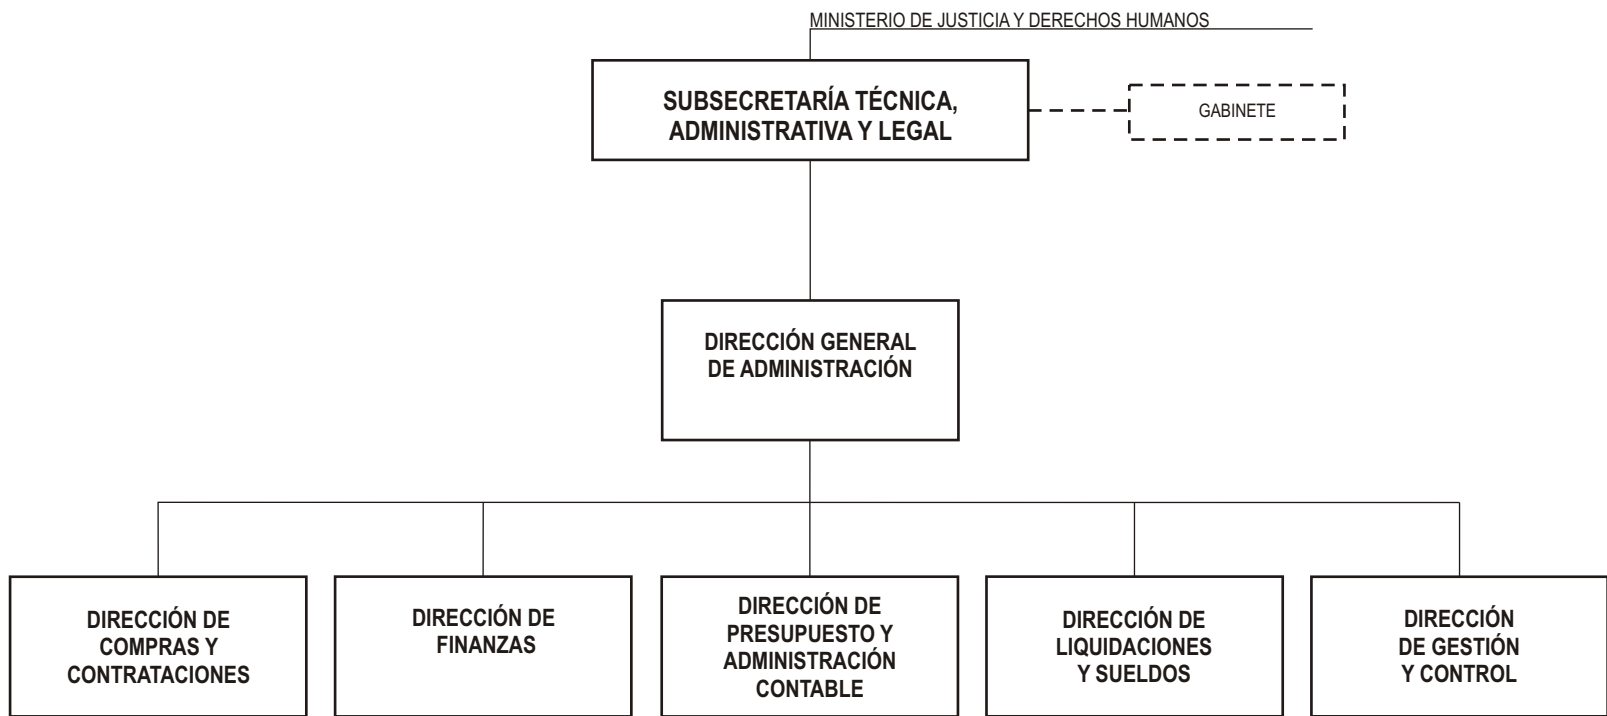 MINISTERIO DE JUSTICIA Y DERECHOS HUMANOS
SUBSECRETARÍA TÉCNICA,
ADMINISTRATIVA Y LEGAL
GABINETE
DIRECCIÓN GENERAL
DE ADMINISTRACIÓN
DIRECCIÓN DE
COMPRAS Y
CONTRATACIONES
DIRECCIÓN DE
FINANZAS
DIRECCIÓN DE
PRESUPUESTO Y
ADMINISTRACIÓN
CONTABLE
DIRECCIÓN DE
LIQUIDACIONES
Y SUELDOS
DIRECCIÓN
DE GESTIÓN
Y CONTROL